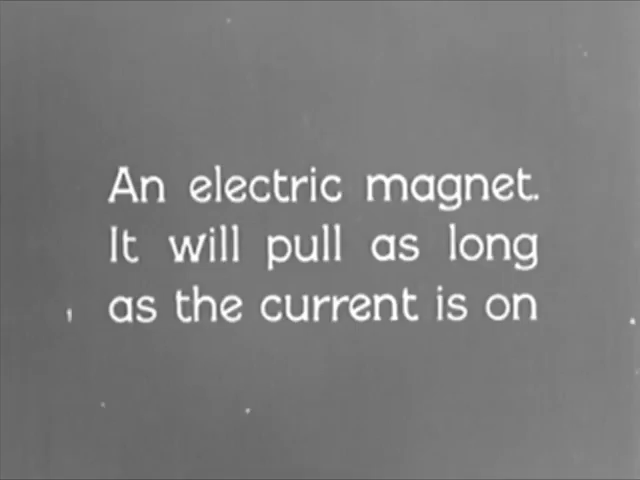 An electric magnet.
It will pull as long
as the current is on